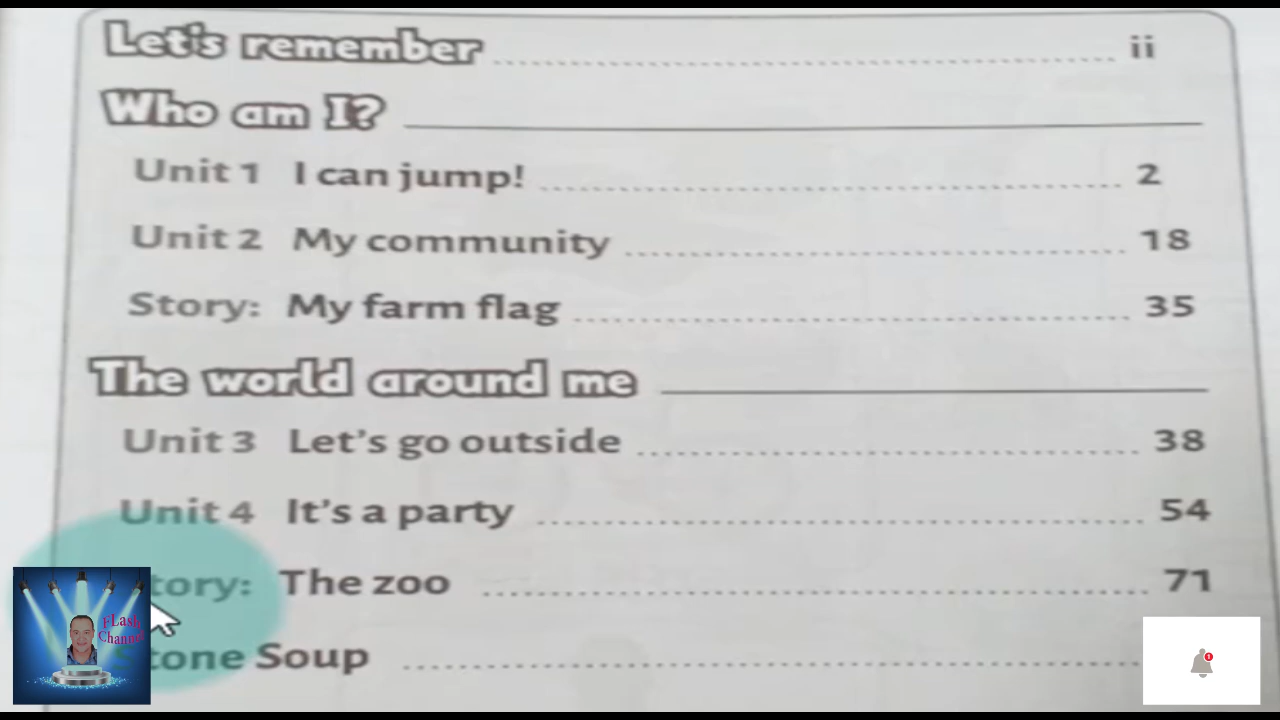 Let's remember ii
Who am I?
Unit 1 I can jump! 2
Unit 2 My community 18
Story: My farm flag 35
The world around me
Unit 3 Let's go outside 38
Unit 4 It's a party 54
tory: The zoo 71
tone Soup
FLash
Channel
1